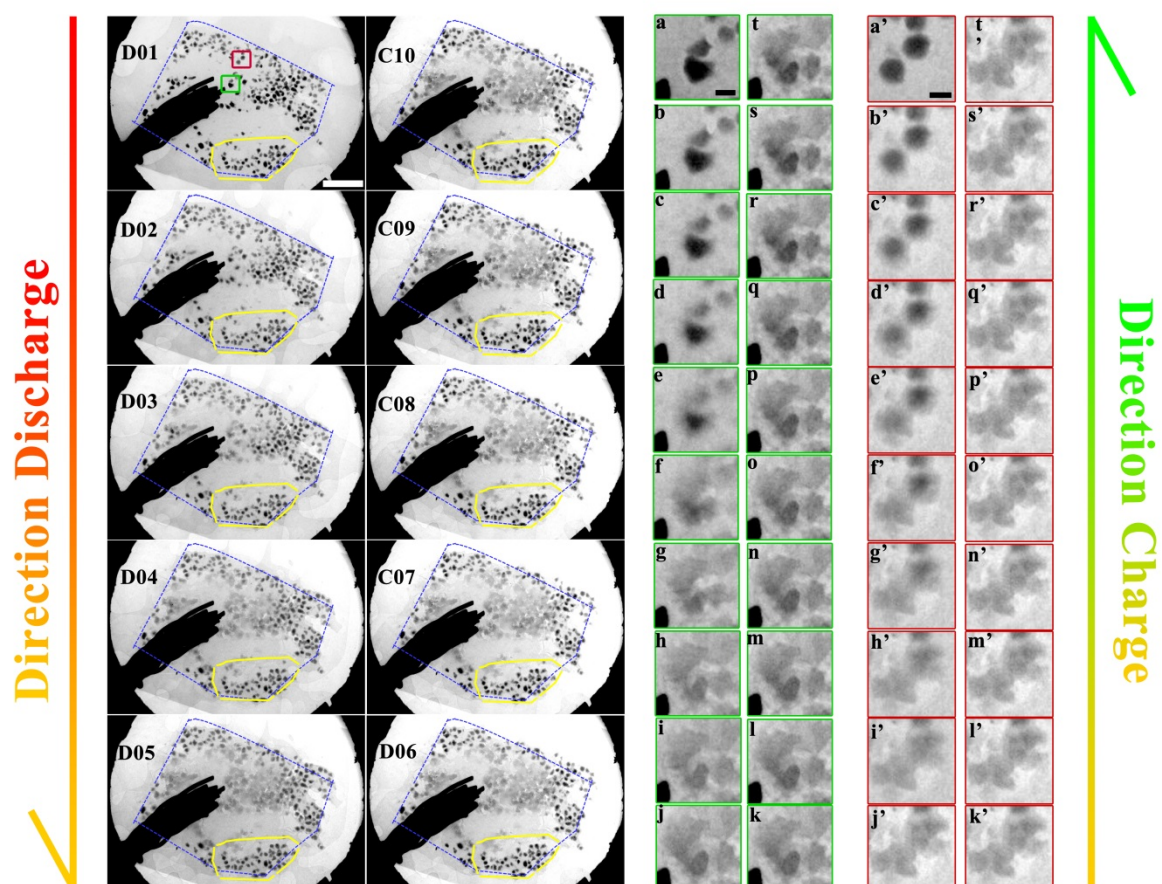 Direction Discharge
D01
C10
D02
C09
D03
C08
D04
C07
D05
D06
a
t
b
s
c
r
d
q
e
p
f
o
g
n
h
m
i
l
j
k
a’
t
’
b’
s’
c’
r’
d’
q’
e’
p’
f’
o’
g’
n’
h’
m’
i’
l’
j’
k’
Direction Charge